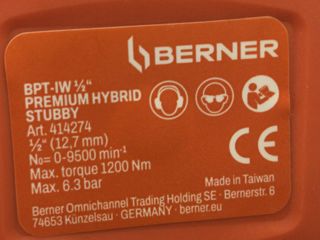 BERNER
BPT-IW ½"
PREMIUM HYBRID
STUBBY
Art. 414274
½" (12,7 mm)
N₀= 0-9500 min⁻¹
Max. torque 1200 Nm
Max. 6.3 bar
CE
Made in Taiwan
Berner Omnichannel Trading Holding SE · Bernerstr. 6
74653 Künzelsau · GERMANY · berner.eu